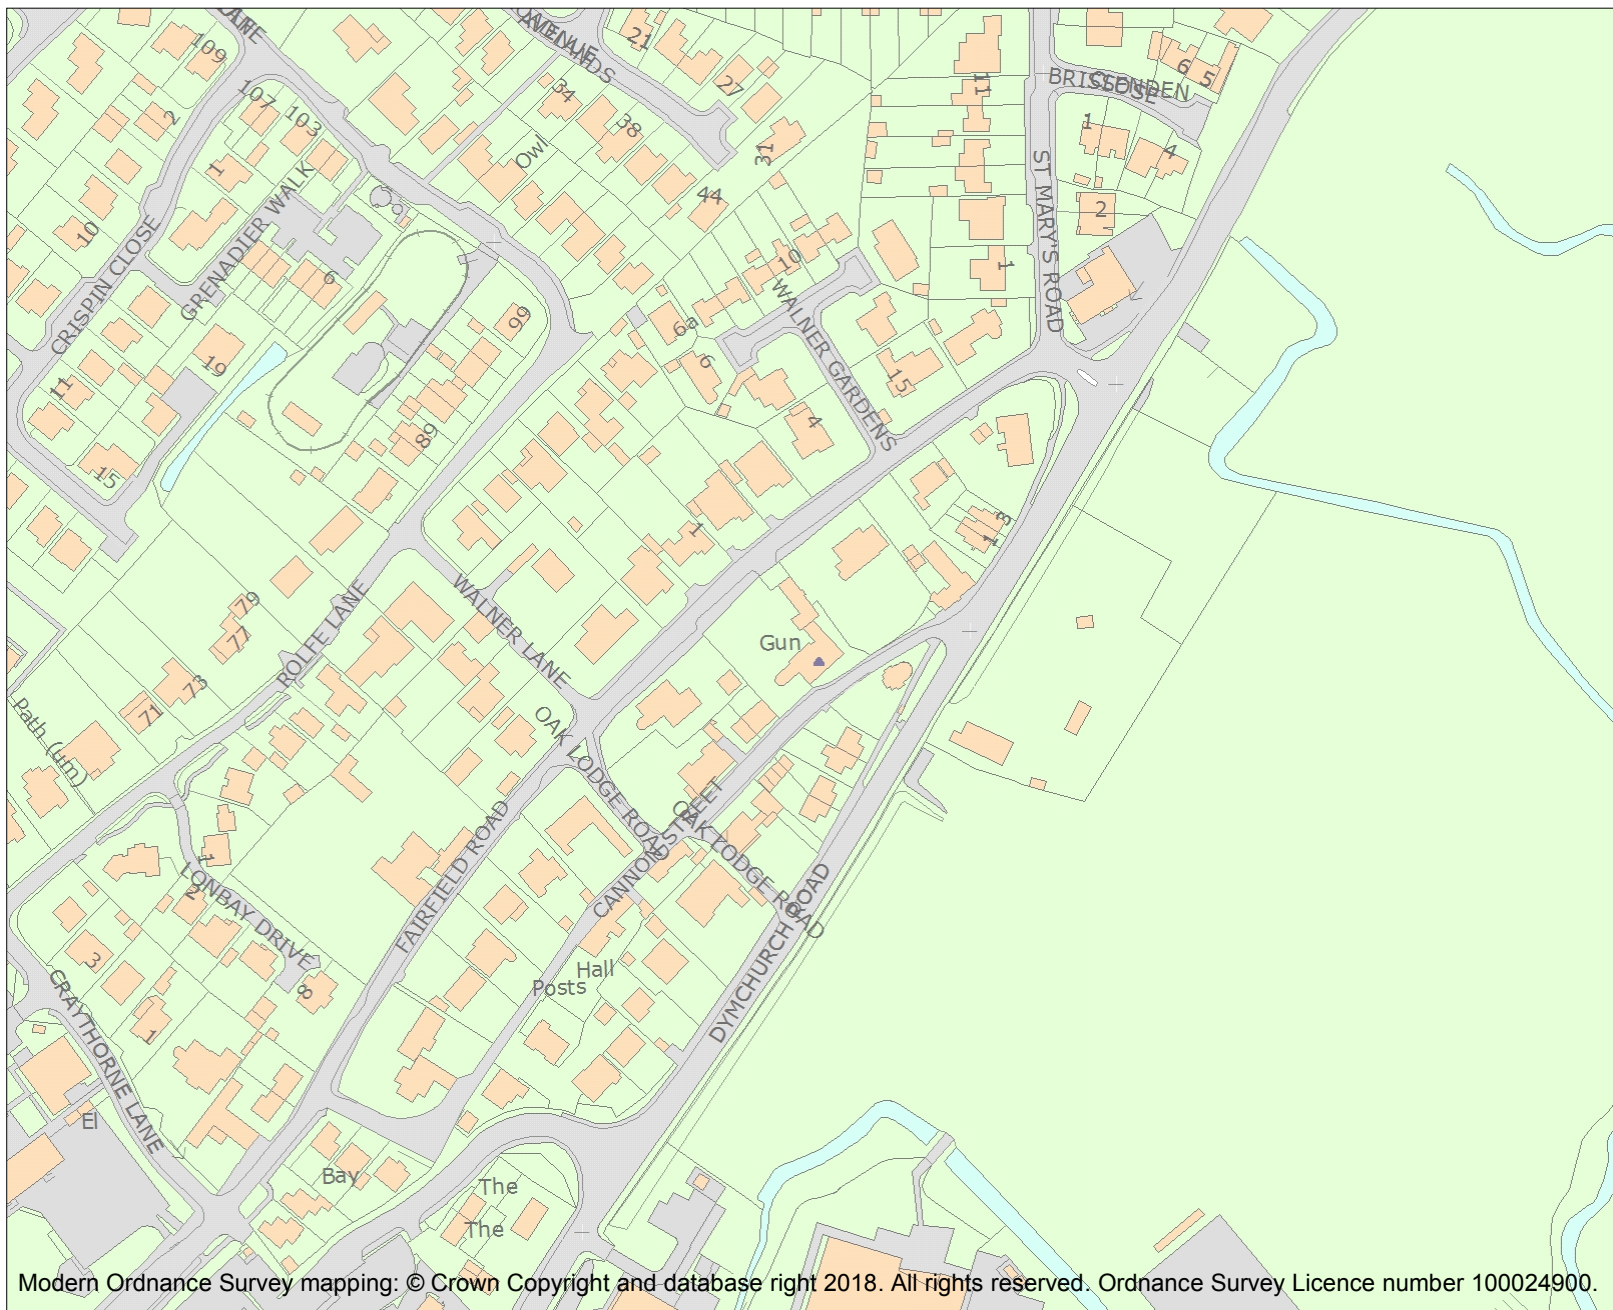 LANE
109
107
103
2
1
10
GRENADIER WALK
CRISPIN CLOSE
6
19
11
15
AVENUE
21
27
34
38
Owl
31
44
99
89
11
BRISSENDEN
CLOSE
6
5
1
4
2
ST MARY'S ROAD
1
10
WALNER GARDENS
6a
6
15
4
1
3
1
WALNER LANE
ROLFE LANE
79
77
73
71
Path (um)
Gun
OAK LODGE ROAD
OAK LODGE ROAD
CANNON STREET
FAIRFIELD ROAD
DYMCHURCH ROAD
1
2
LONBAY DRIVE
8
3
1
CRAYTHORNE LANE
Hall
Posts
El
Bay
The
The
Modern Ordnance Survey mapping: © Crown Copyright and database right 2018. All rights reserved. Ordnance Survey Licence number 100024900.